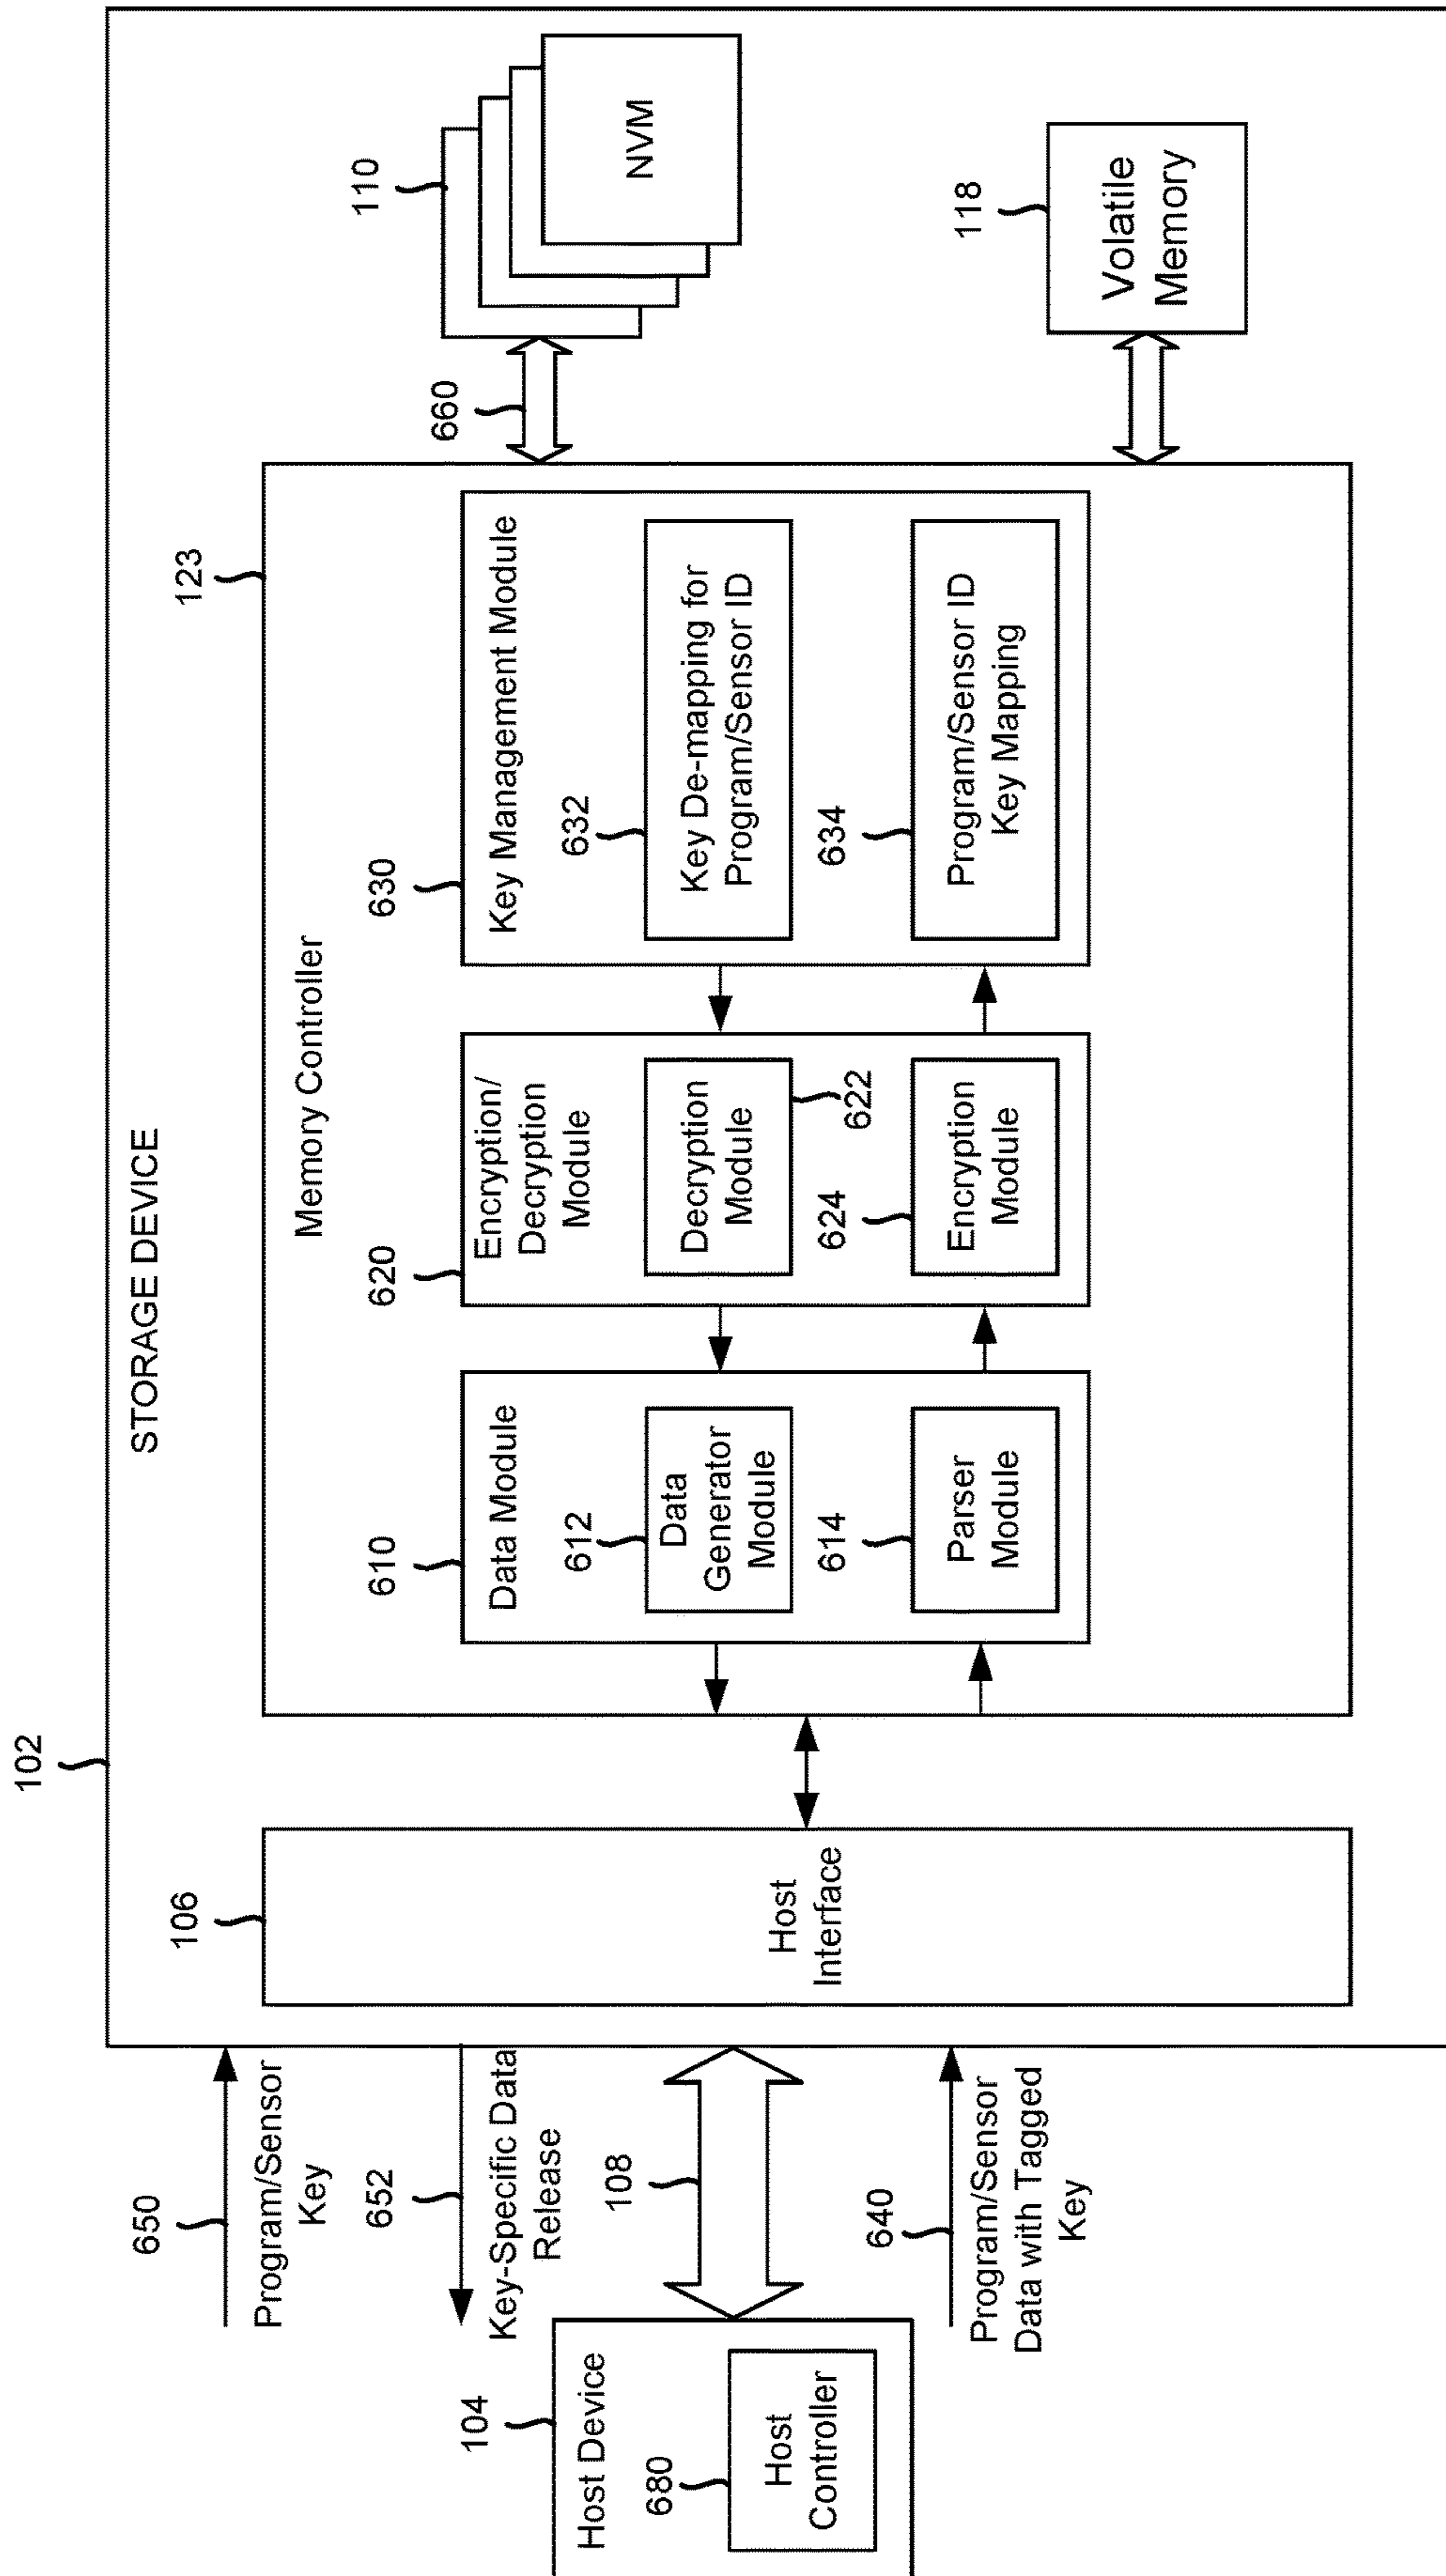 102
STORAGE DEVICE
106
Host
Interface
123
Memory Controller
610
Data Module
612
Data
Generator
Module
614
Parser
Module
620
Encryption/
Decryption
Module
Decryption
Module
622
624
Encryption
Module
630
Key Management Module
632
Key De-mapping for
Program/Sensor ID
634
Program/Sensor ID
Key Mapping
660
110
NVM
118
Volatile
Memory
650
Program/Sensor
Key
652
Key-Specific Data
Release
108
640
Program/Sensor
Data with Tagged
Key
104
Host Device
680
Host
Controller